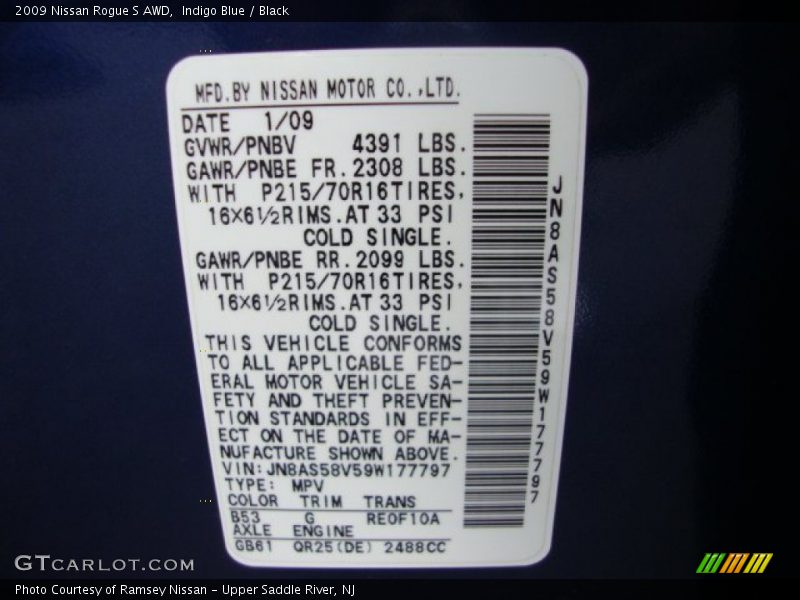 2009 Nissan Rogue S AWD,  Indigo Blue / Black
MFD.BY NISSAN MOTOR CO.,LTD.
DATE 1/09
GVWR/PNBV 4391 LBS.
GAWR/PNBE FR. 2308 LBS.
WITH P215/70R16TIRES,
16×6½RIMS.AT 33 PSI
COLD SINGLE.
GAWR/PNBE RR. 2099 LBS.
WITH P215/70R16TIRES,
16×6½RIMS.AT 33 PSI
COLD SINGLE.
THIS VEHICLE CONFORMS
TO ALL APPLICABLE FED-
ERAL MOTOR VEHICLE SA-
FETY AND THEFT PREVEN-
TION STANDARDS IN EFF-
ECT ON THE DATE OF MA-
NUFACTURE SHOWN ABOVE.
VIN:JN8AS58V59W177797
TYPE: MPV
COLOR TRIM TRANS
B53 G RE0F10A
AXLE ENGINE
GB61 QR25(DE) 2488CC
JN8AS58V59W177797
GTCARLOT.COM
Photo Courtesy of Ramsey Nissan - Upper Saddle River, NJ